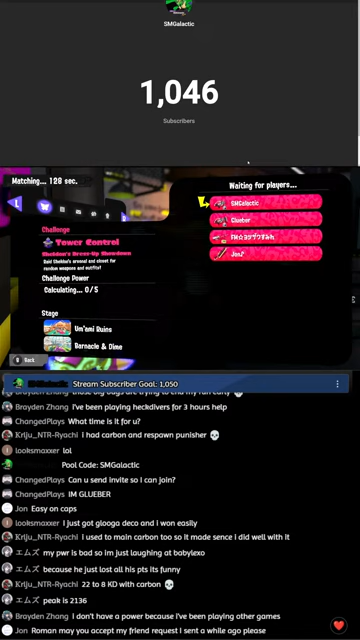 SMGalactic
1,046
Subscribers
Matching... 128 sec.
Waiting for players...
L
SMGalactic
Glueber
Jon♪
Challenge
Tower Control
Sheldon's Dress-Up Showdown
Raid Sheldon's arsenal and closet for
random weapons and outfits!
Challenge Power
Calculating... 0/5
Stage
Um'ami Ruins
Barnacle & Dime
Back
SMGalactic Stream Subscriber Goal: 1,050
Brayden Zhang I've been playing heckdivers for 3 hours help
ChangedPlays What time is it for u?
Kriju_NTR-Ryachi I had carbon and respawn punisher 💀
looksmaxxer lol
Pool Code: SMGalactic
ChangedPlays Can u send invite so I can join?
ChangedPlays IM GLUEBER
Jon Easy on caps
looksmaxxer I just got glooga deco and i won easily
Kriju_NTR-Ryachi I used to main carbon too so it made sence i did well with it
エムズ my pwr is bad so im just laughing at babylexo
エムズ because he just lost all his pts its funny
Kriju_NTR-Ryachi 22 to 8 KD with carbon 💀
エムズ peak is 2136
Brayden Zhang I don't have a power because i've been playing other games
Jon Roman may you accept my friend request I sent a while ago please